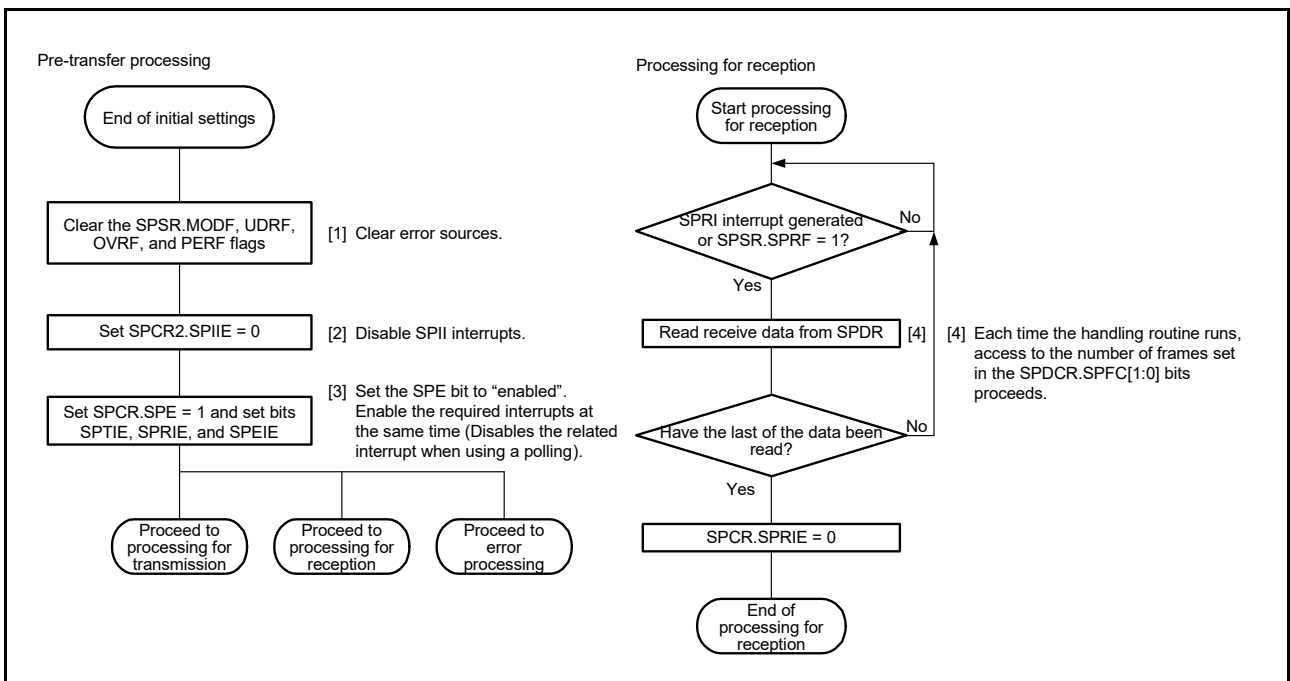 Pre-transfer processing
End of initial settings
Clear the SPSR.MODF, UDRF,
OVRF, and PERF flags
[1] Clear error sources.
Set SPCR2.SPIIE = 0
[2] Disable SPII interrupts.
Set SPCR.SPE = 1 and set bits
SPTIE, SPRIE, and SPEIE
[3] Set the SPE bit to “enabled”.
Enable the required interrupts at
the same time (Disables the related
interrupt when using a polling).
Proceed to
processing for
transmission
Proceed to
processing for
reception
Proceed to
error
processing
Processing for reception
Start processing
for reception
SPRI interrupt generated
or SPSR.SPRF = 1?
No
Yes
Read receive data from SPDR
[4]
[4] Each time the handling routine runs,
access to the number of frames set
in the SPDCR.SPFC[1:0] bits
proceeds.
Have the last of the data been
read?
No
Yes
SPCR.SPRIE = 0
End of
processing for
reception